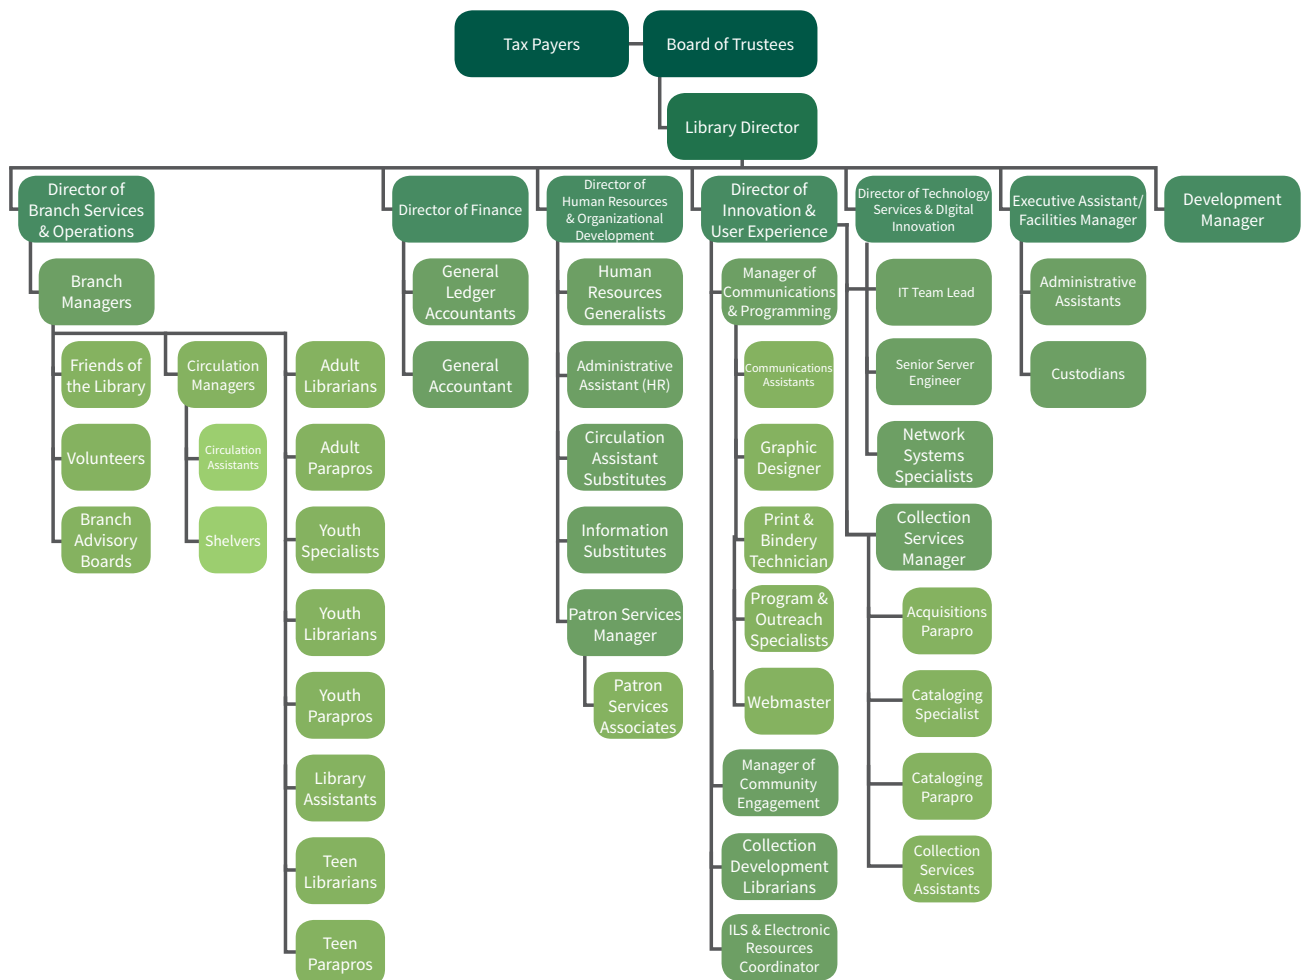 Tax Payers
Board of Trustees
Library Director
Director of
Branch Services
& Operations
Director of Finance
Director of
Human Resources
& Organizational
Development
Director of
Innovation &
User Experience
Director of Technology
Services & DIgital
Innovation
Executive Assistant/
Facilities Manager
Development
Manager
Branch
Managers
Friends of
the Library
Volunteers
Branch
Advisory
Boards
Circulation
Managers
Circulation
Assistants
Shelvers
Adult
Librarians
Adult
Parapros
Youth
Specialists
Youth
Librarians
Youth
Parapros
Library
Assistants
Teen
Librarians
Teen
Parapros
General
Ledger
Accountants
General
Accountant
Human
Resources
Generalists
Administrative
Assistant (HR)
Circulation
Assistant
Substitutes
Information
Substitutes
Patron Services
Manager
Patron
Services
Associates
Manager of
Communications
& Programming
Communications
Assistants
Graphic
Designer
Print &
Bindery
Technician
Program &
Outreach
Specialists
Webmaster
Manager of
Community
Engagement
Collection
Development
Librarians
ILS & Electronic
Resources
Coordinator
IT Team Lead
Senior Server
Engineer
Network
Systems
Specialists
Collection
Services
Manager
Acquisitions
Parapro
Cataloging
Specialist
Cataloging
Parapro
Collection
Services
Assistants
Administrative
Assistants
Custodians